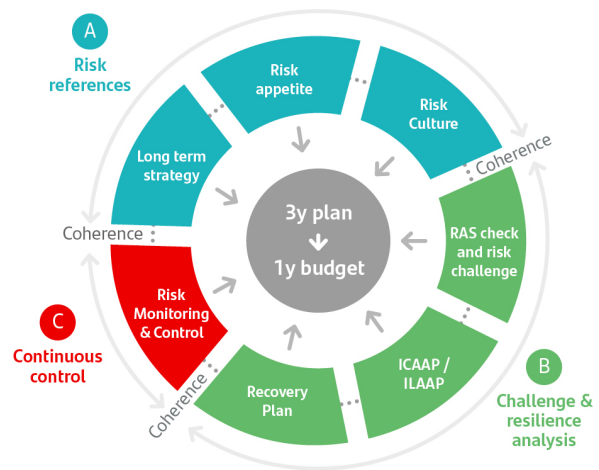 A
Risk
references
Risk
appetite
Risk
Culture
Long term
strategy
Coherence
Coherence
3y plan
1y budget
RAS check
and risk
challenge
Risk
Monitoring
& Control
C
Continuous
control
Coherence
Recovery
Plan
ICAAP /
ILAAP
B
Challenge &
resilience
analysis